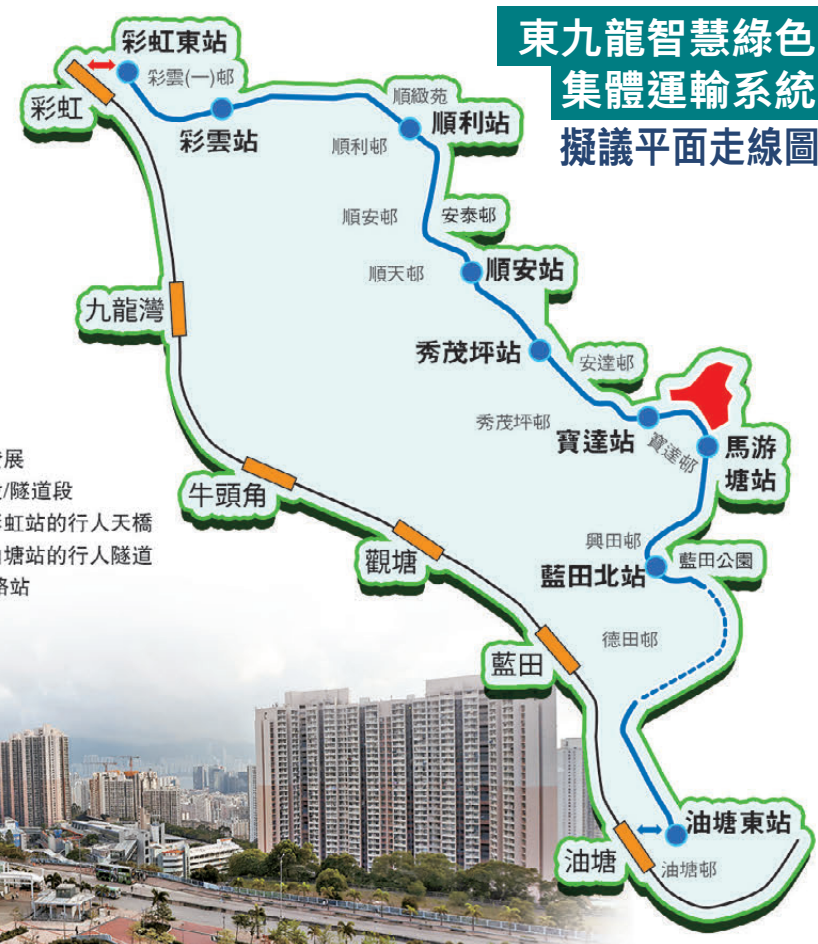 東九龍智慧綠色
集體運輸系統
擬議平面走線圖
彩虹東站
彩雲(一)邨
彩虹
彩雲站
順緻苑
順利站
順利邨
順安邨
安泰邨
順天邨
順安站
九龍灣
秀茂坪站
安達邨
秀茂坪邨
寶達站
寶達邨
馬游
塘站
牛頭角
觀塘
興田邨
藍田公園
藍田北站
德田邨
藍田
油塘東站
油塘
油塘邨
展
/隧道段
虹站的行人天橋
塘站的行人隧道
站